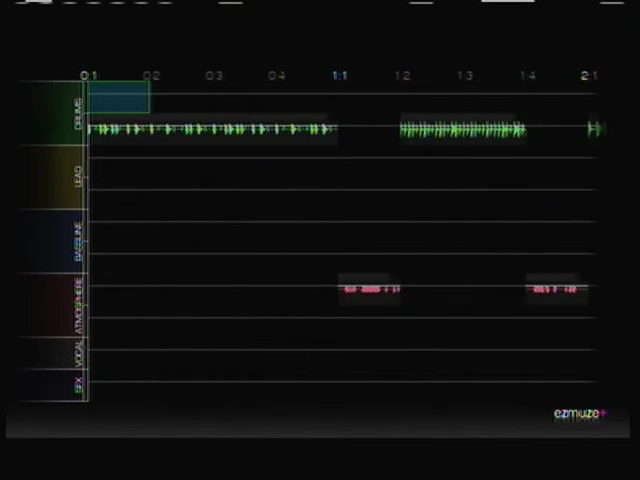 0:1 0:2 0:3 0:4 1:1 1:2 1:3 1:4 2:1
DRUMS
LEAD
BASSLINE
ATMOSPHERE
VOCAL
SFX
ezmuze+